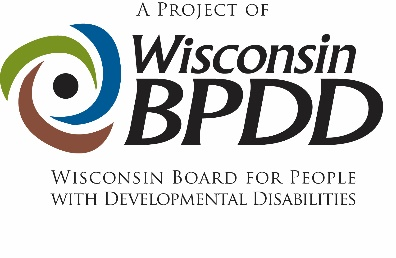 A Project of
Wisconsin
BPDD
Wisconsin Board for People
with Developmental Disabilities